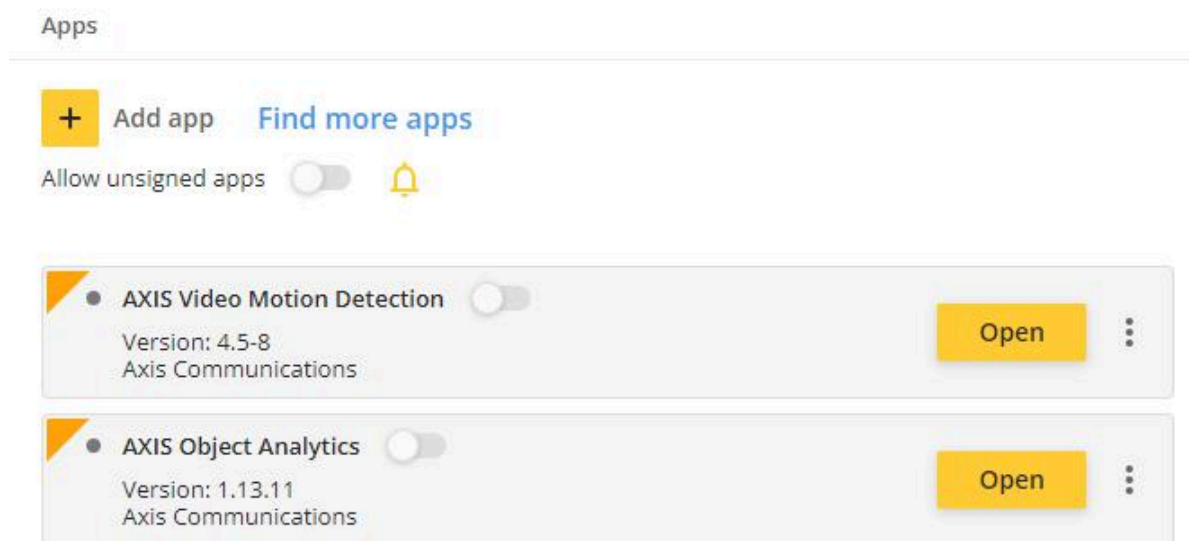 Apps
+ Add app Find more apps
Allow unsigned apps
AXIS Video Motion Detection
Open
Version: 4.5-8
Axis Communications
AXIS Object Analytics
Open
Version: 1.13.11
Axis Communications